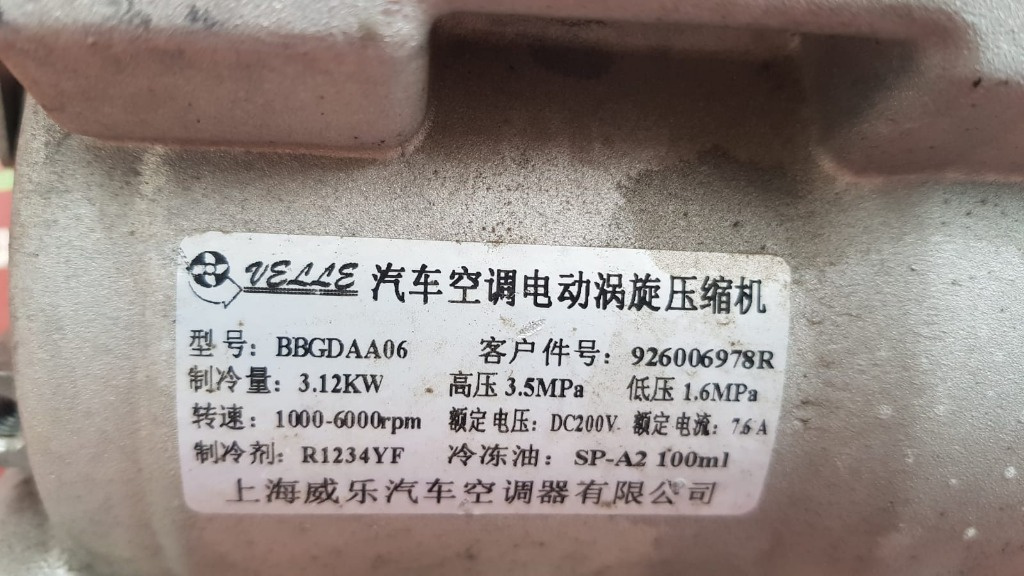 VELLE 汽车空调电动涡旋压缩机
型号: BBGDAA06 客户件号: 926006978R
制冷量: 3.12KW 高压 3.5MPa 低压 1.6MPa
转速: 1000-6000rpm 额定电压: DC200V 额定电流: 7.6A
制冷剂: R1234YF 冷冻油: SP-A2 100ml
上海威乐汽车空调器有限公司